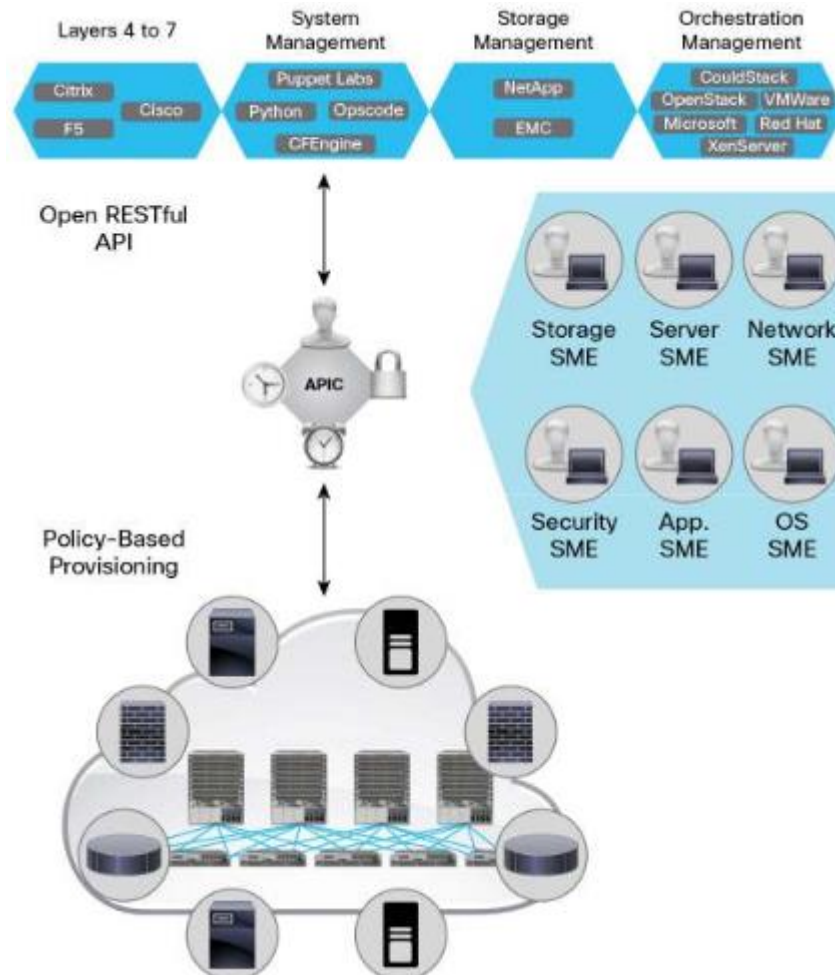 Layers 4 to 7
System
Management
Storage
Management
Orchestration
Management
Citrix
Cisco
F5
Puppet Labs
Python
Opscode
CFEngine
NetApp
EMC
CouldStack
OpenStack
VMWare
Microsoft
Red Hat
XenServer
Open RESTful
API
APIC
Storage
SME
Server
SME
Network
SME
Security
SME
App.
SME
OS
SME
Policy-Based
Provisioning